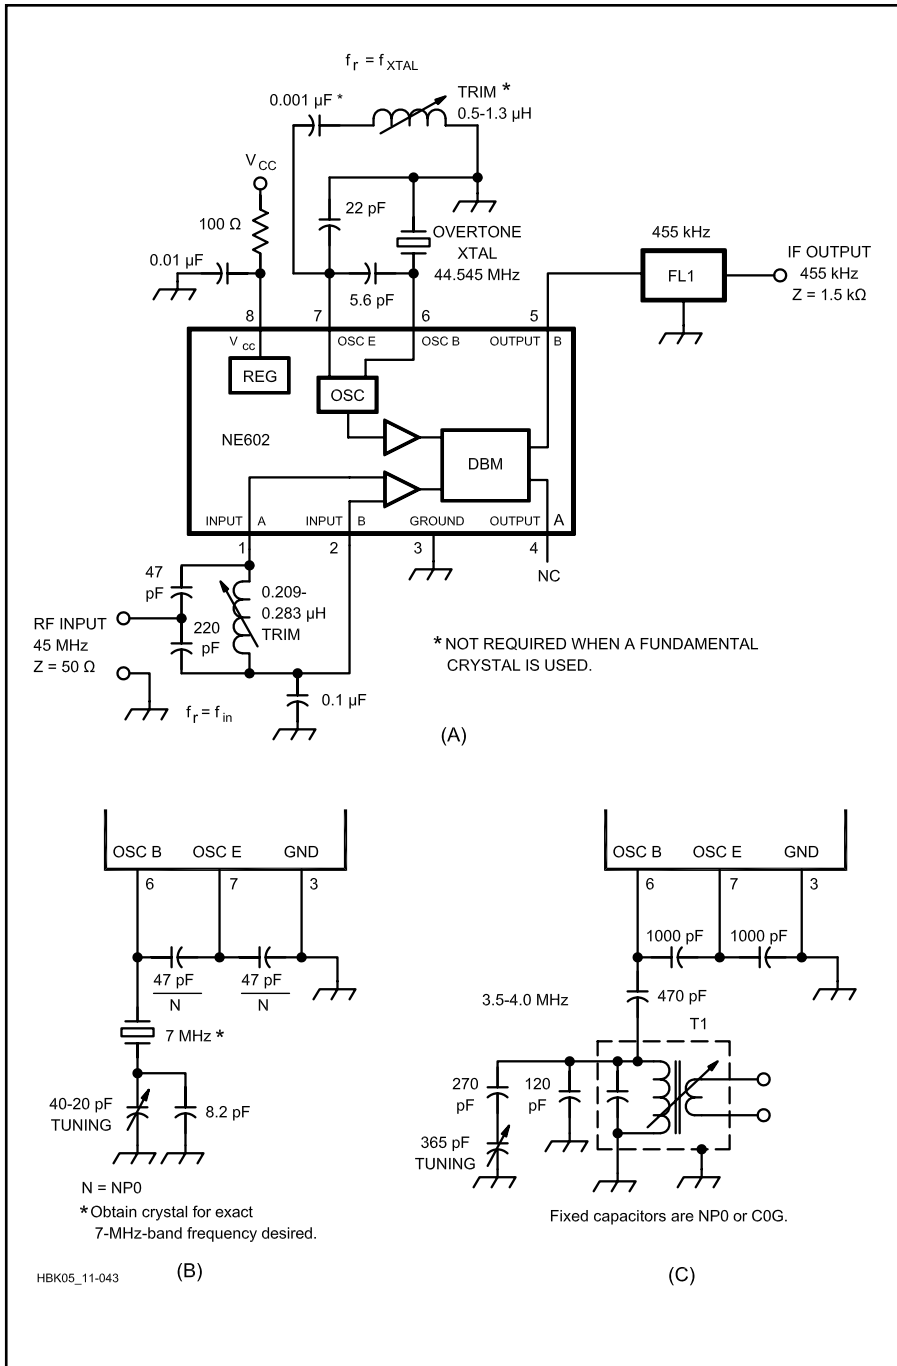 f r = f XTAL
0.001 µF *
TRIM *
0.5-1.3 µH
V CC
100 Ω
22 pF
OVERTONE
XTAL
44.545 MHz
455 kHz
IF OUTPUT
455 kHz
Z = 1.5 kΩ
0.01 µF
FL1
5.6 pF
8 7 6 5
V cc OSC E OSC B OUTPUT B
REG
OSC
NE602
DBM
INPUT A INPUT B GROUND OUTPUT A
1 2 3 4
NC
47
pF
0.209-
0.283 µH
TRIM
RF INPUT
45 MHz
Z = 50 Ω
220
pF
* NOT REQUIRED WHEN A FUNDAMENTAL
CRYSTAL IS USED.
0.1 µF
f r = f in
(A)
OSC B OSC E GND
6 7 3
47 pF
N
47 pF
N
7 MHz *
40-20 pF
TUNING
8.2 pF
N = NP0
* Obtain crystal for exact
7-MHz-band frequency desired.
(B)
HBK05_11-043
OSC B OSC E GND
6 7 3
1000 pF 1000 pF
3.5-4.0 MHz
470 pF
T1
270
pF
120
pF
365 pF
TUNING
Fixed capacitors are NP0 or C0G.
(C)